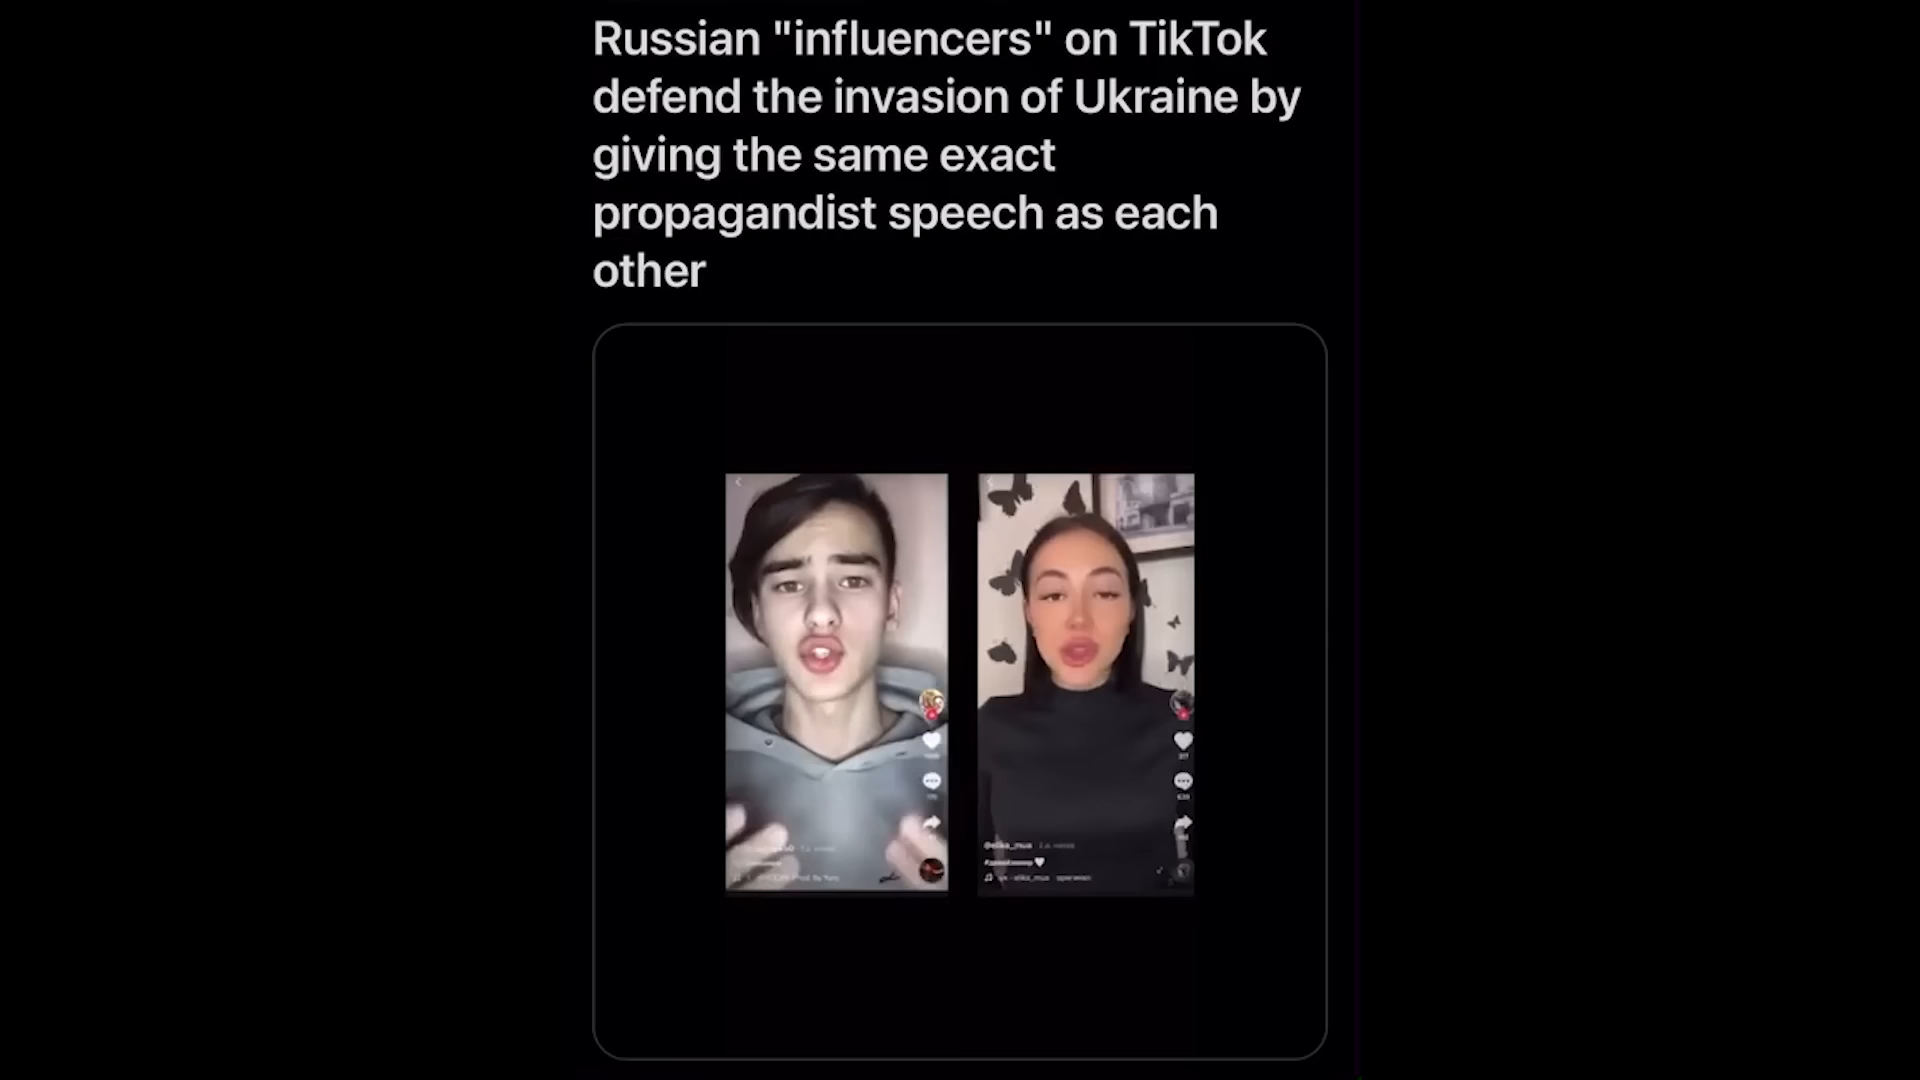 Russian "influencers" on TikTok
defend the invasion of Ukraine by
giving the same exact
propagandist speech as each
other
@elika_mua